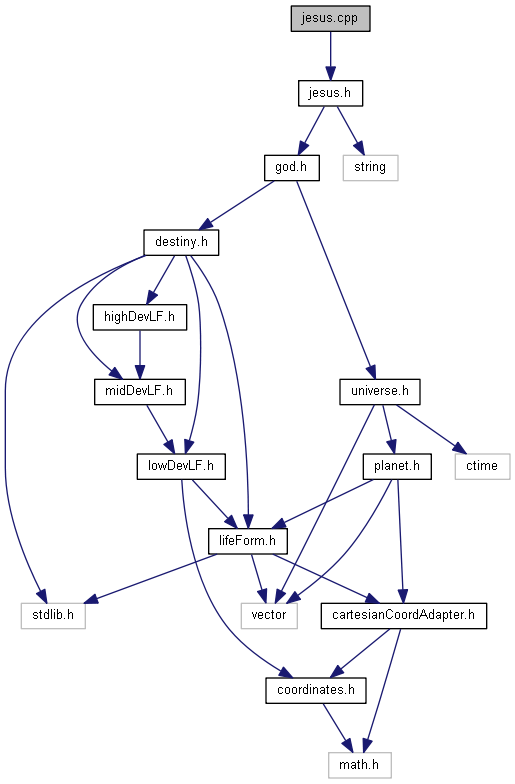 jesus.cpp
jesus.h
god.h
string
destiny.h
highDevLF.h
midDevLF.h
universe.h
lowDevLF.h
planet.h
ctime
lifeForm.h
stdlib.h
vector
cartesianCoordAdapter.h
coordinates.h
math.h